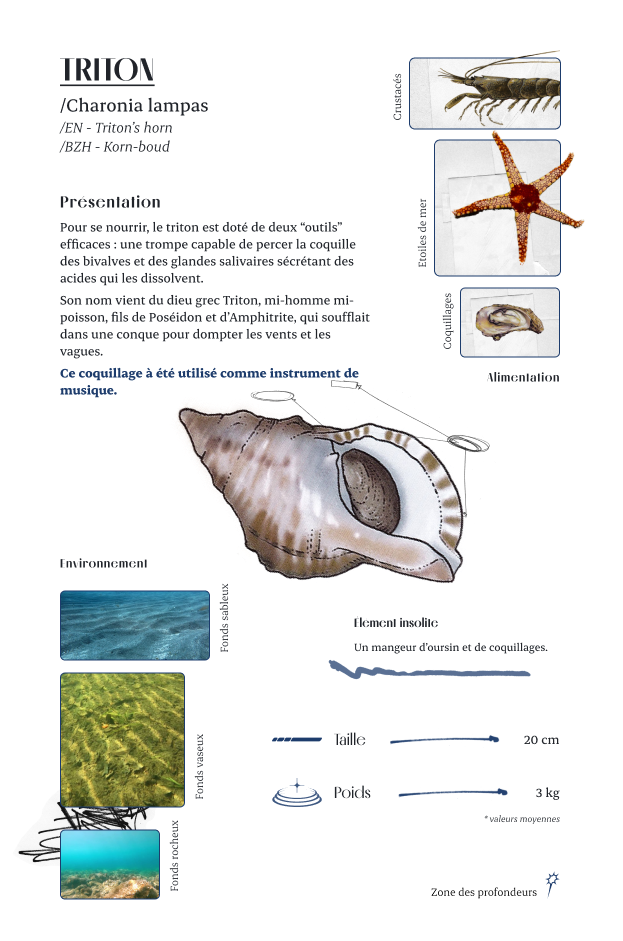 TRITON
/Charonia lampas
/EN - Triton's horn
/BZH - Korn-boud
Présentation
Pour se nourrir, le triton est doté de deux “outils”
efficaces : une trompe capable de percer la coquille
des bivalves et des glandes salivaires sécrétant des
acides qui les dissolvent.
Son nom vient du dieu grec Triton, mi-homme mi-
poisson, fils de Poséidon et d’Amphitrite, qui soufflait
dans une conque pour dompter les vents et les
vagues.
Ce coquillage à été utilisé comme instrument de
musique.
Crustacés
Etoiles de mer
Coquillages
Alimentation
Environnement
Fonds sableux
Fonds vaseux
Fonds rocheux
Élement insolite
Un mangeur d’oursin et de coquillages.
Taille 20 cm
Poids 3 kg
* valeurs moyennes
Zone des profondeurs